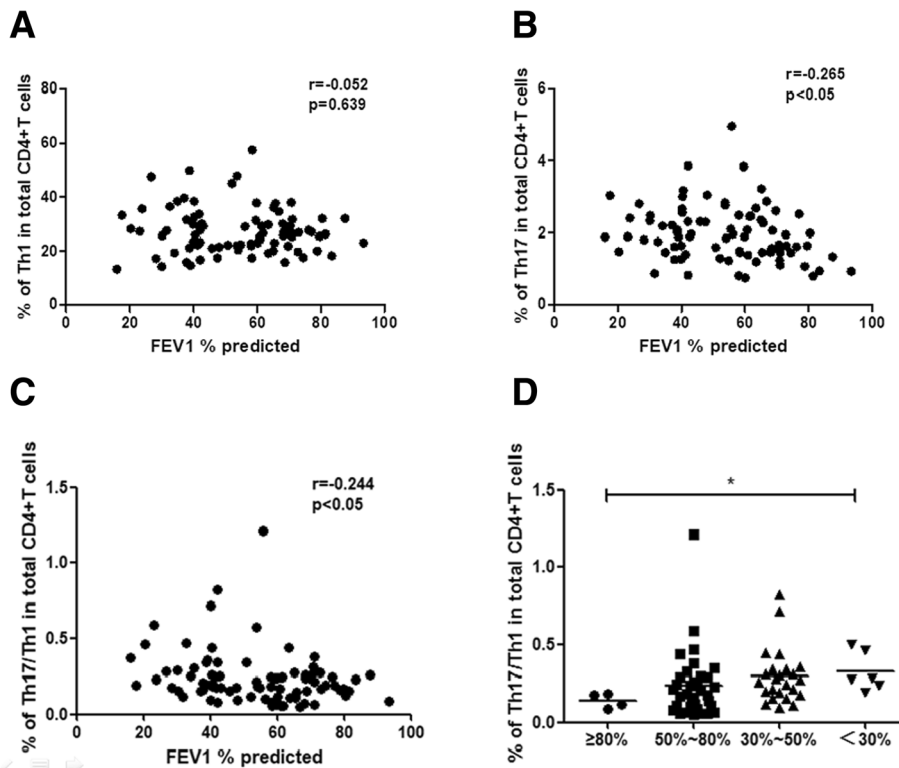 A
% of Th1 in total CD4+T cells
80
60
40
20
0
r=-0.052
p=0.639
0 20 40 60 80 100
FEV1 % predicted
B
% of Th17 in total CD4+T cells
6
4
2
0
r=-0.265
p<0.05
0 20 40 60 80 100
FEV1 % predicted
C
% of Th17/Th1 in total CD4+T cells
1.5
1.0
0.5
0.0
r=-0.244
p<0.05
0 20 40 60 80 100
FEV1 % predicted
D
% of Th17/Th1 in total CD4+T cells
1.5
1.0
0.5
0.0
*
≥80% 50%~80% 30%~50% <30%